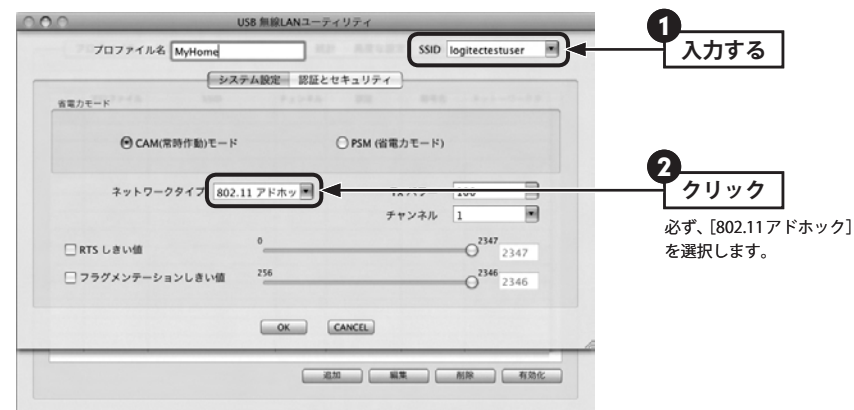 USB 無線LANユーティリティ
プロファイル名 MyHome SSID logitectestuser
システム設定 認証とセキュリティ
省電力モード
CAM(常時作動)モード PSM (省電力モード)
ネットワークタイプ 802.11 アドホッ 100
チャンネル 1
RTS しきい値 0 2347 2347
フラグメンテーションしきい値 256 2346 2346
OK CANCEL
追加 編集 削除 有効化
1 入力する
2 クリック
必ず、[802.11アドホック]
を選択します。